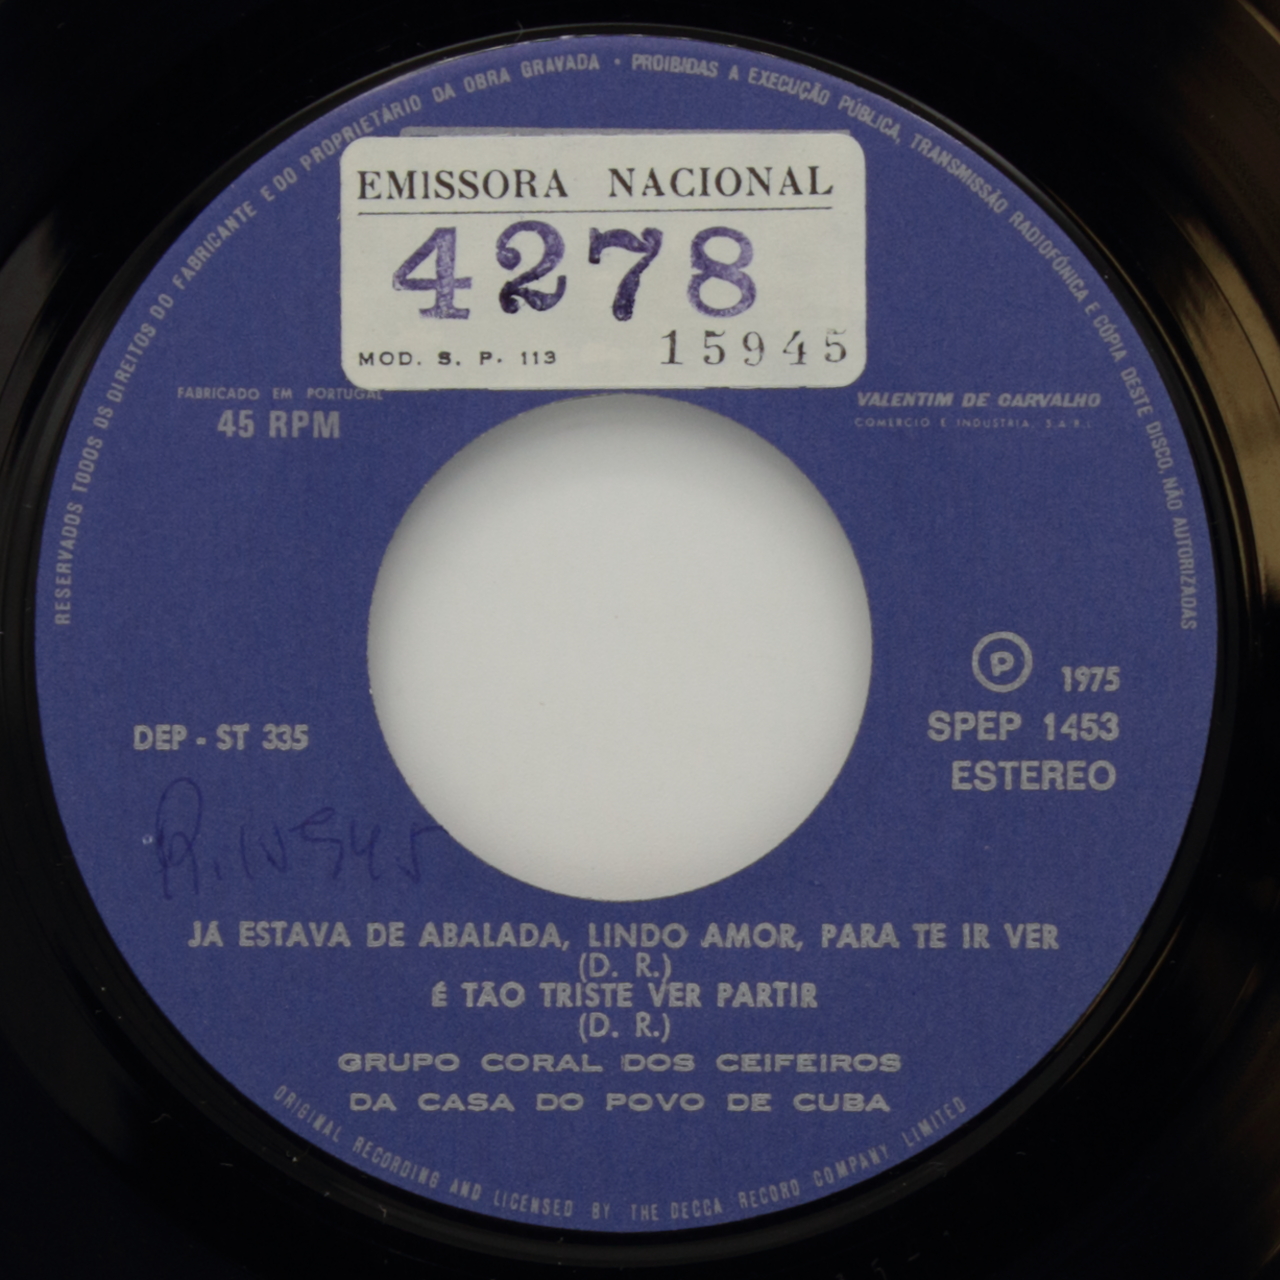 RESERVADOS TODOS OS DIREITOS DO FABRICANTE E DO PROPRIETÁRIO DA OBRA GRAVADA • PROIBIDAS A EXECUÇÃO PÚBLICA, TRANSMISSÃO RADIOFÓNICA E CÓPIA DESTE DISCO, NÃO AUTORIZADAS
EMISSORA NACIONAL
4278
MOD. S. P. 113
15945
FABRICADO EM PORTUGAL
45 RPM
VALENTIM DE CARVALHO
COMERCIO E INDUSTRIA, S.A.R.L.
P 1975
SPEP 1453
ESTEREO
DEP - ST 335
R.15945
JÁ ESTAVA DE ABALADA, LINDO AMOR, PARA TE IR VER
(D. R.)
É TÃO TRISTE VER PARTIR
(D. R.)
GRUPO CORAL DOS CEIFEIROS
DA CASA DO POVO DE CUBA
ORIGINAL RECORDING AND LICENSED BY THE DECCA RECORD COMPANY LIMITED